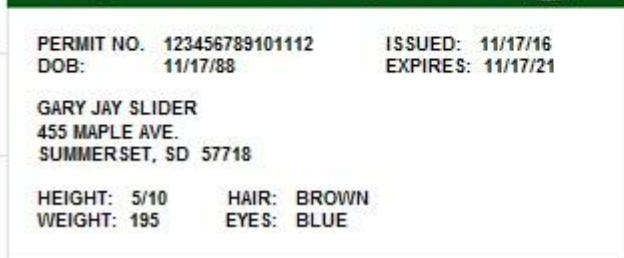 PERMIT NO. 123456789101112 ISSUED: 11/17/16
DOB: 11/17/88 EXPIRES: 11/17/21
GARY JAY SLIDER
455 MAPLE AVE.
SUMMERSET, SD 57718
HEIGHT: 5/10 HAIR: BROWN
WEIGHT: 195 EYES: BLUE